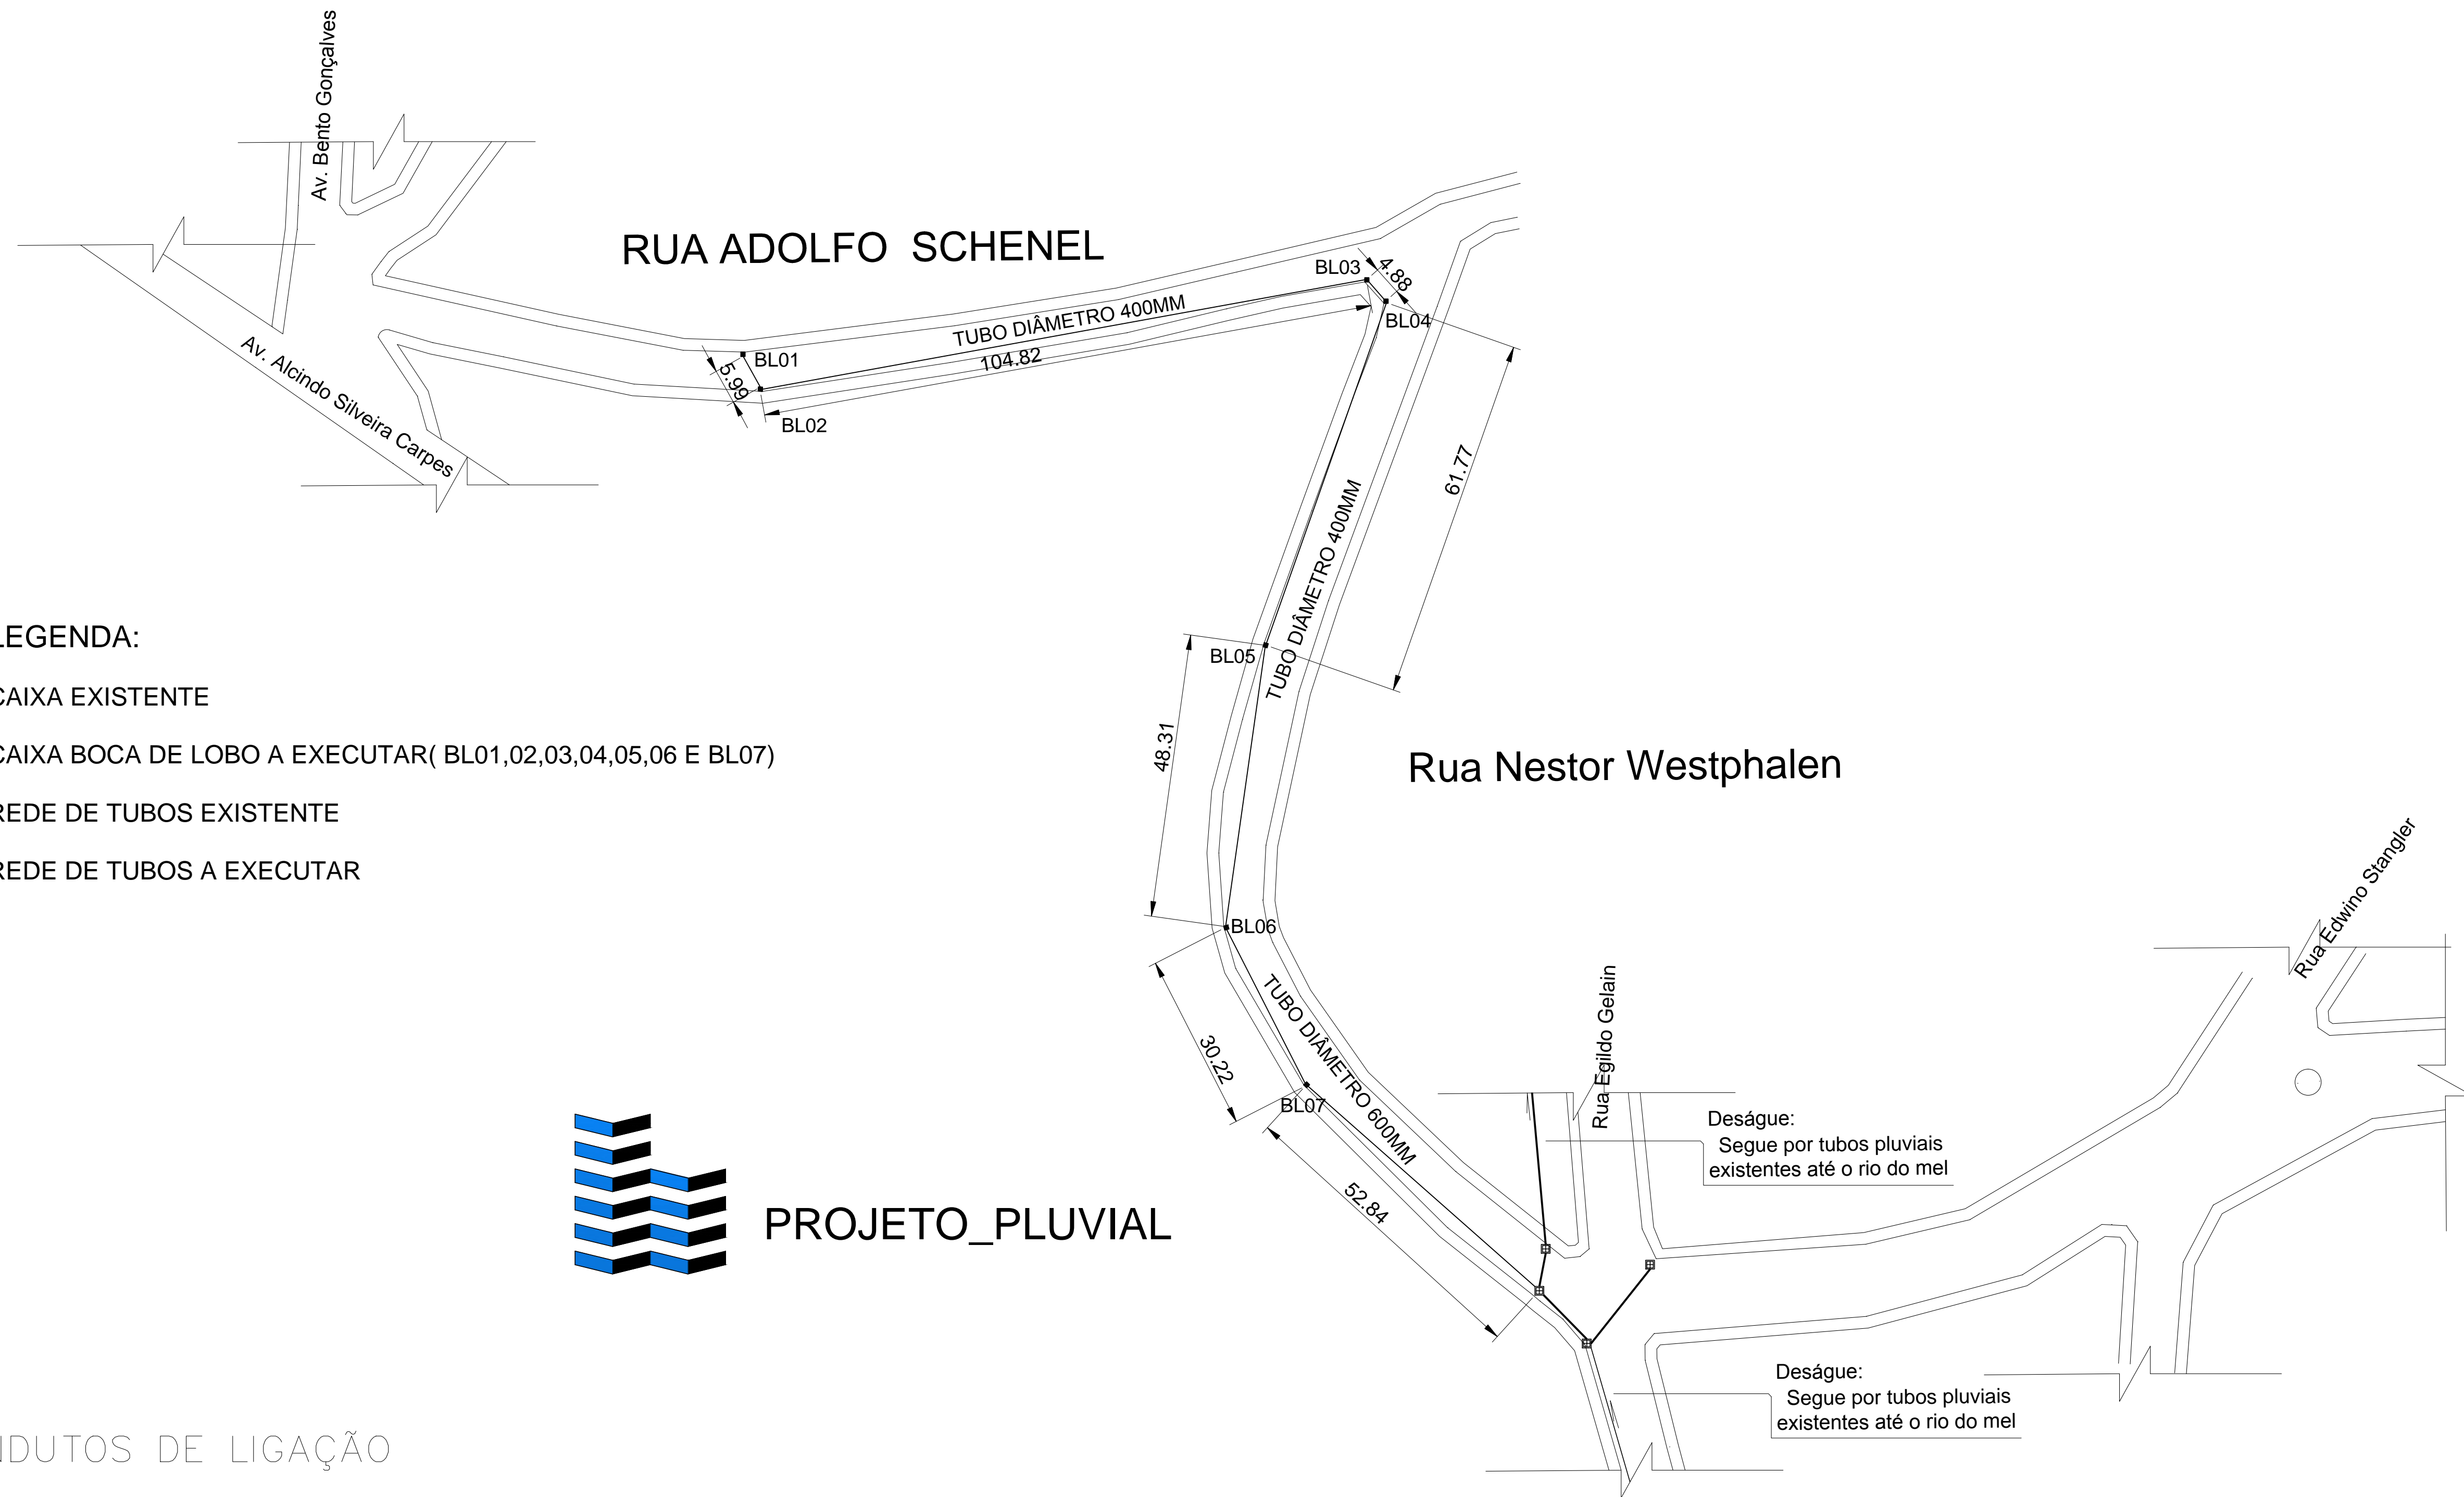 Av. Bento Gonçalves
RUA ADOLFO SCHENEL
BL03
4.88
TUBO DIÂMETRO 400MM
BL04
BL01
104.82
5.99
BL02
Av. Alcindo Silveira Carpes
61.77
TUBO DIÂMETRO 400MM
LEGENDA:
BL05
CAIXA EXISTENTE
48.31
CAIXA BOCA DE LOBO A EXECUTAR( BL01,02,03,04,05,06 E BL07)
Rua Nestor Westphalen
REDE DE TUBOS EXISTENTE
REDE DE TUBOS A EXECUTAR
Rua Edwino Stangler
BL06
TUBO DIÂMETRO 600MM
Rua Egildo Gelain
30.22
BL07
Deságue:
Segue por tubos pluviais
existentes até o rio do mel
52.84
PROJETO_PLUVIAL
Deságue:
Segue por tubos pluviais
existentes até o rio do mel
NDUTOS DE LIGAÇÃO